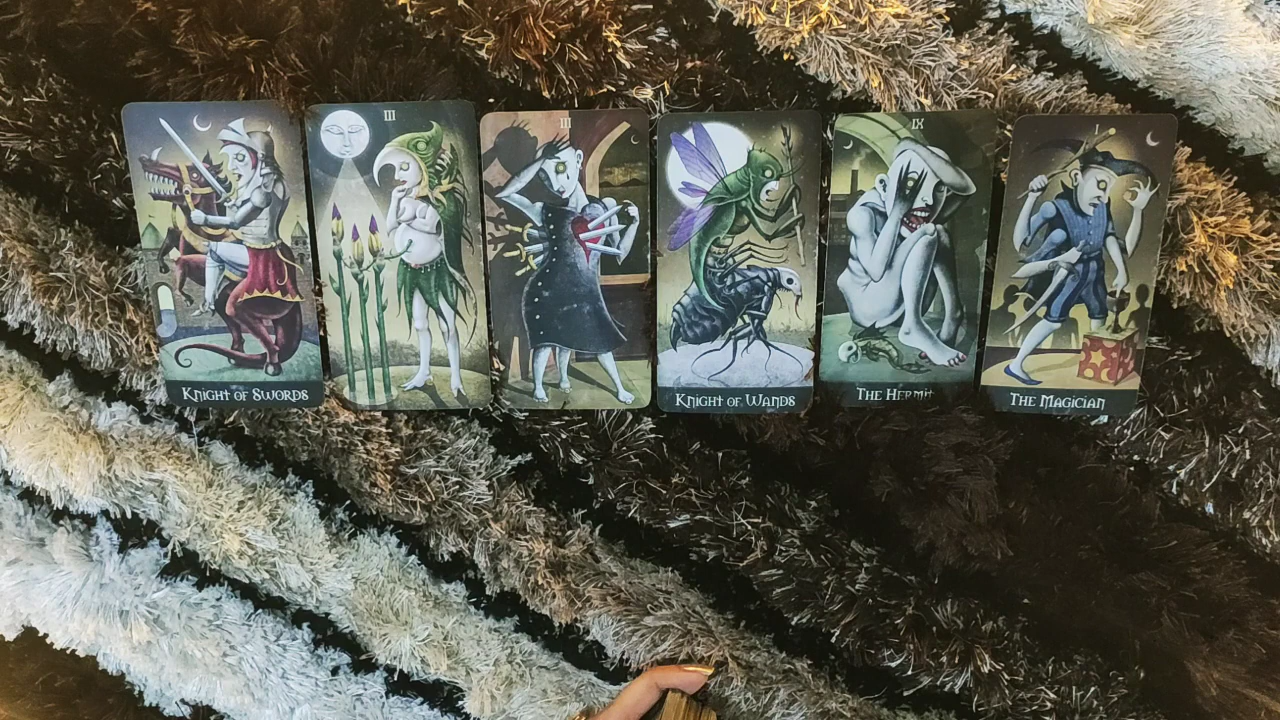 KNIGHT OF SWORDS
III
III
KNIGHT OF WANDS
IX
THE HERMIT
I
THE MAGICIAN